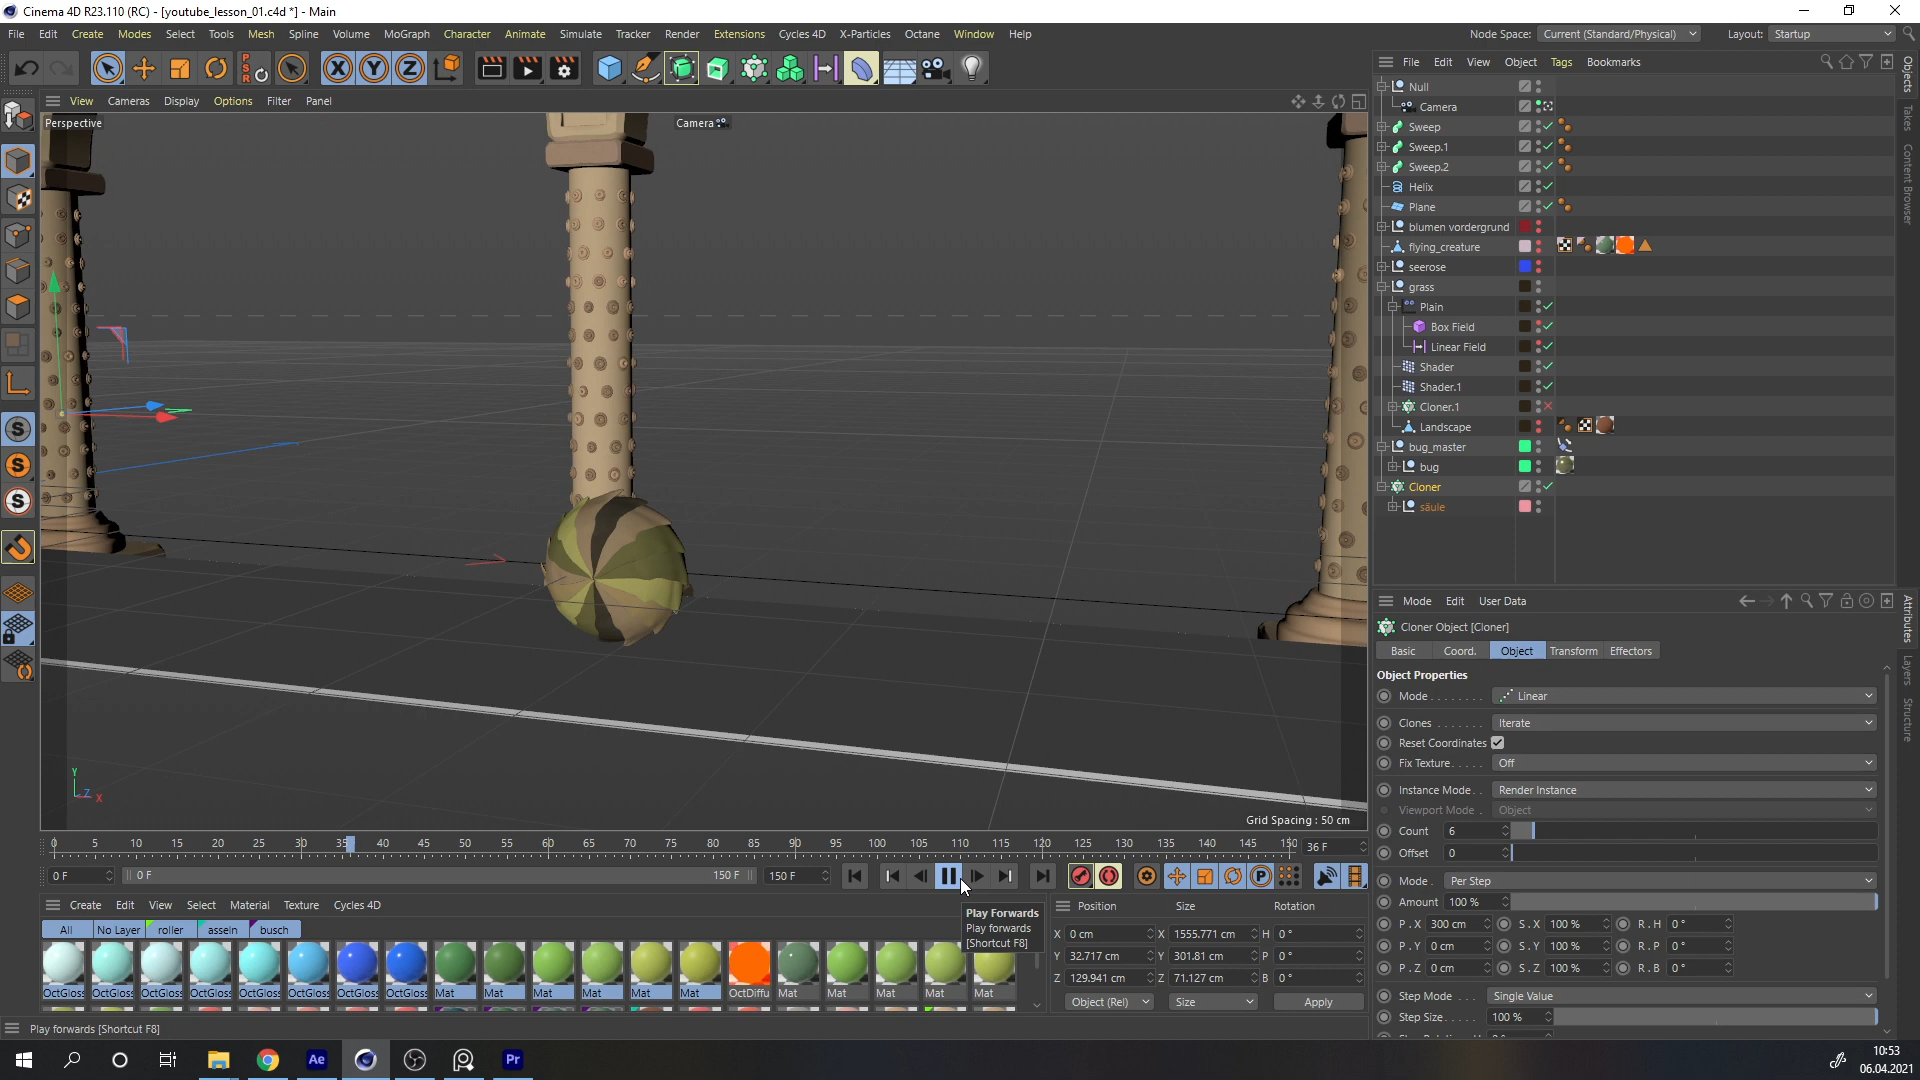 Cinema 4D R23.110 (RC) - [youtube_lesson_01.c4d *] - Main
File Edit Create Modes Select Tools Mesh Spline Volume MoGraph Character Animate Simulate Tracker Render Extensions Cycles 4D X-Particles Octane Window Help
Node Space: Current (Standard/Physical) Layout: Startup
View Cameras Display Options Filter Panel
Perspective
Camera
Grid Spacing : 50 cm
File Edit View Object Tags Bookmarks
Null
Camera
Sweep
Sweep.1
Sweep.2
Helix
Plane
blumen vordergrund
flying_creature
seerose
grass
Plain
Box Field
Linear Field
Shader
Shader.1
Cloner.1
Landscape
bug_master
bug
Cloner
säule
Objects
Takes
Content Browser
Mode Edit User Data
Cloner Object [Cloner]
Basic Coord. Object Transform Effectors
Object Properties
Mode . . . . . . . . Linear
Clones . . . . . . . Iterate
Reset Coordinates
Fix Texture. . . . . Off
Instance Mode . . Render Instance
Viewport Mode . Object
Count 6
Offset 0
Mode . Per Step
Amount 100 %
P . X 300 cm S . X 100 % R . H 0 °
P . Y 0 cm S . Y 100 % R . P 0 °
P . Z 0 cm S . Z 100 % R . B 0 °
Step Mode . . . Single Value
Step Size. . . . . 100 %
Attributes
Layers
Structure
0 5 10 15 20 25 30 35 40 45 50 55 60 65 70 75 80 85 90 95 100 105 110 115 120 125 130 135 140 145 150
36 F
0 F 0 F 150 F 150 F
Play Forwards
Play forwards
[Shortcut F8]
Create Edit View Select Material Texture Cycles 4D
All No Layer roller asseln busch
OctGloss OctGloss OctGloss OctGloss OctGloss OctGloss OctGloss OctGloss Mat Mat Mat Mat Mat Mat OctDiffu Mat Mat Mat Mat Mat
Position Size Rotation
X 0 cm X 1555.771 cm H 0 °
Y 32.717 cm Y 301.81 cm P 0 °
Z 129.941 cm Z 71.127 cm B 0 °
Object (Rel) Size Apply
Play forwards [Shortcut F8]
10:53
06.04.2021